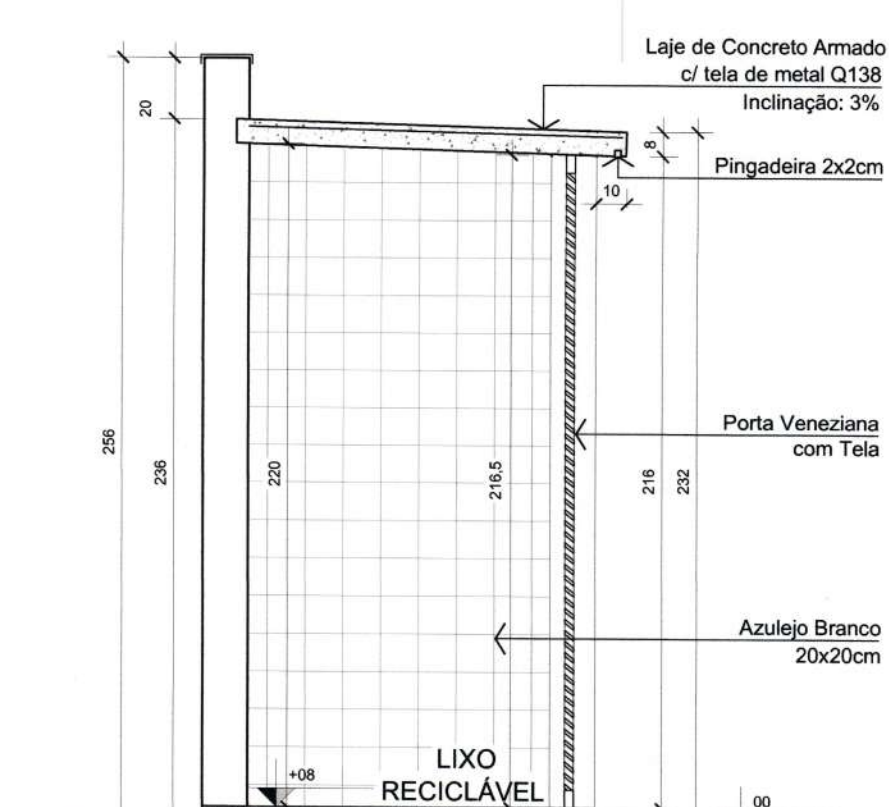 Laje de Concreto Armado
c/ tela de metal Q138
Inclinação: 3%
20
8
Pingadeira 2x2cm
10
256
236
220
216,5
216
232
Porta Veneziana
com Tela
Azulejo Branco
20x20cm
LIXO
RECICLÁVEL
+08
00